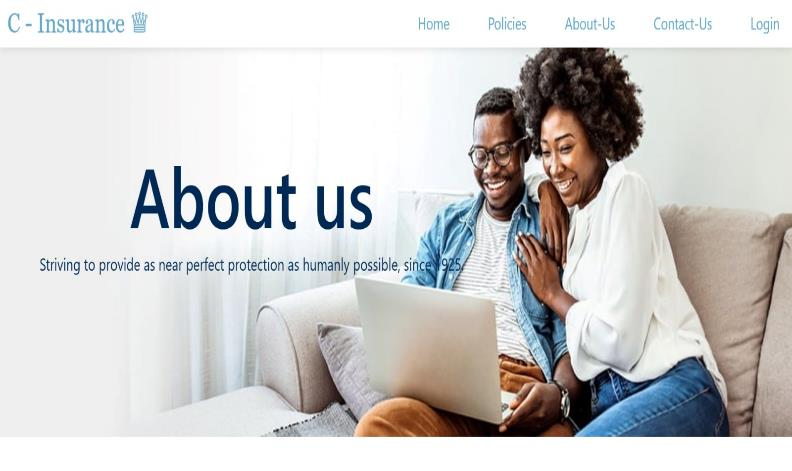 C - Insurance
Home Policies About-Us Contact-Us Login
About us
Striving to provide as near perfect protection as humanly possible, since 1925.